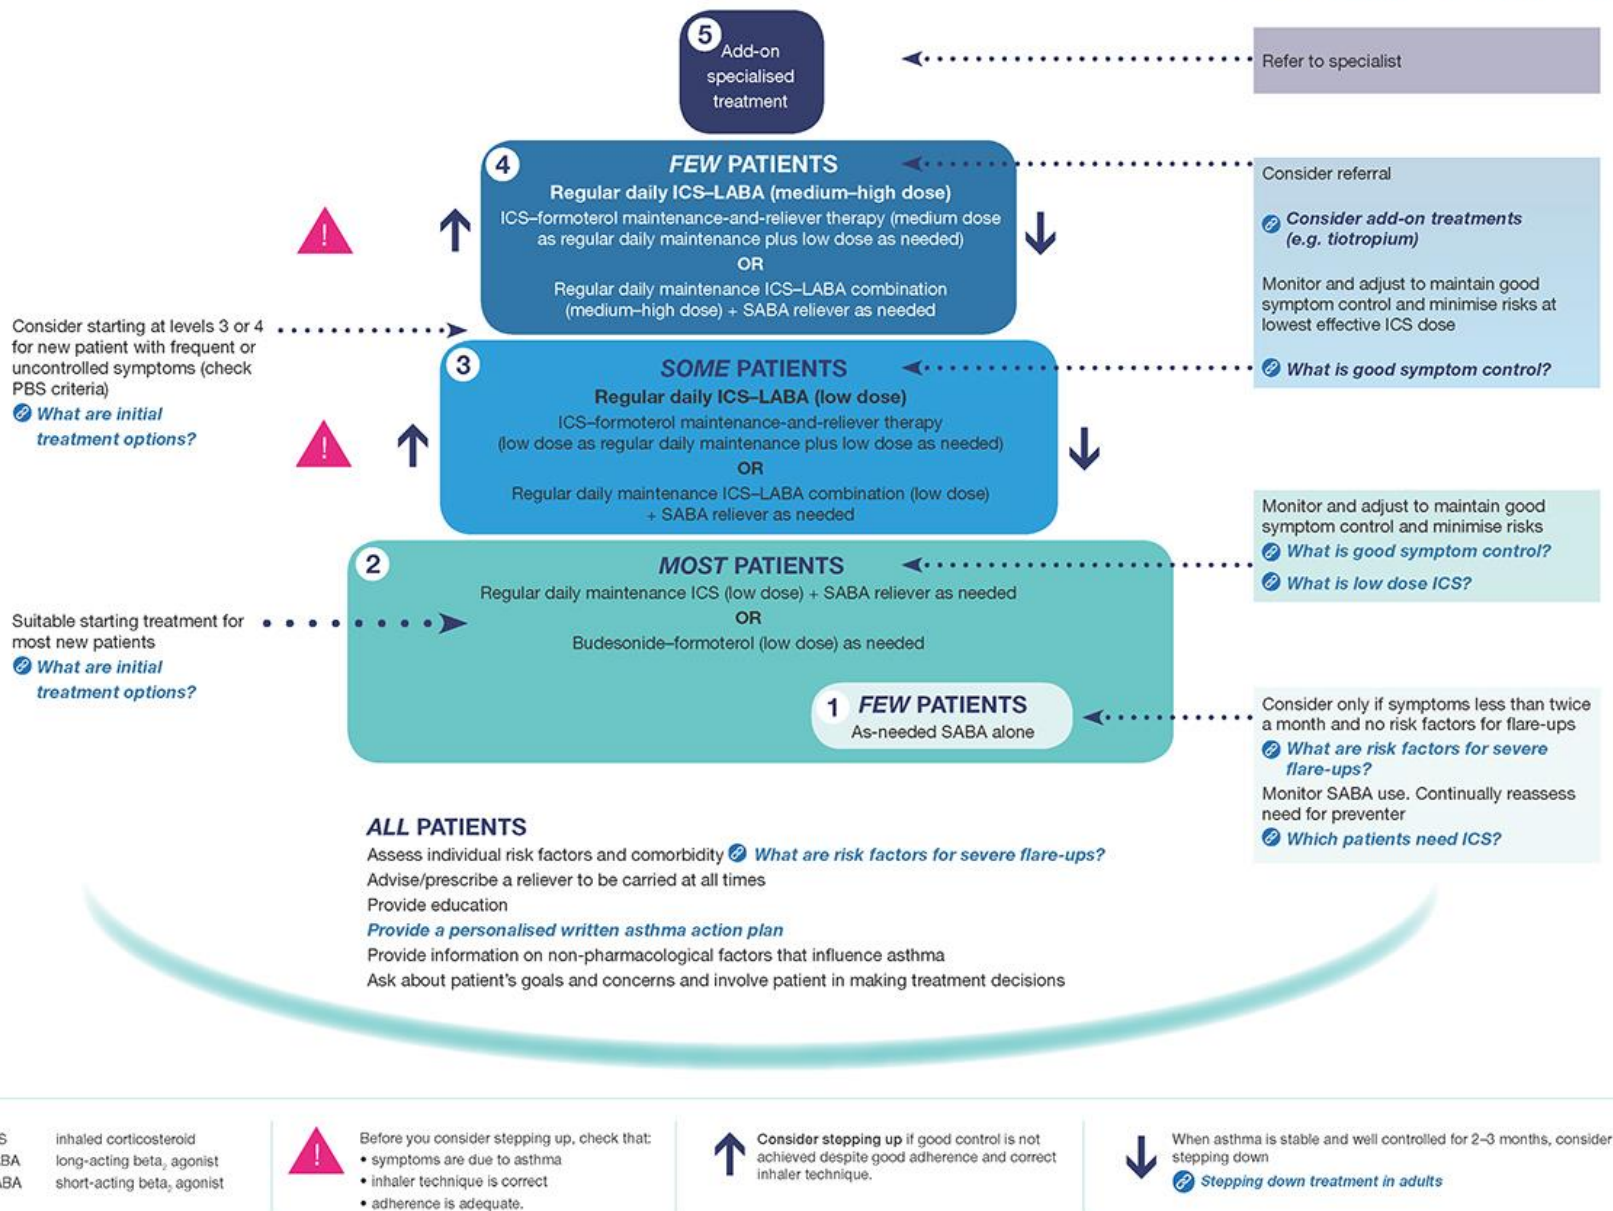 5
Add-on
specialised
treatment
Refer to specialist
4
FEW PATIENTS
Regular daily ICS–LABA (medium–high dose)
ICS–formoterol maintenance-and-reliever therapy (medium dose
as regular daily maintenance plus low dose as needed)
OR
Regular daily maintenance ICS–LABA combination
(medium–high dose) + SABA reliever as needed
!
Consider referral
Consider add-on treatments
(e.g. tiotropium)
Monitor and adjust to maintain good
symptom control and minimise risks at
lowest effective ICS dose
What is good symptom control?
Consider starting at levels 3 or 4
for new patient with frequent or
uncontrolled symptoms (check
PBS criteria)
What are initial
treatment options?
3
SOME PATIENTS
Regular daily ICS–LABA (low dose)
ICS–formoterol maintenance-and-reliever therapy
(low dose as regular daily maintenance plus low dose as needed)
OR
Regular daily maintenance ICS–LABA combination (low dose)
+ SABA reliever as needed
!
2
MOST PATIENTS
Regular daily maintenance ICS (low dose) + SABA reliever as needed
OR
Budesonide–formoterol (low dose) as needed
Monitor and adjust to maintain good
symptom control and minimise risks
What is good symptom control?
What is low dose ICS?
Suitable starting treatment for
most new patients
What are initial
treatment options?
1
FEW PATIENTS
As-needed SABA alone
Consider only if symptoms less than twice
a month and no risk factors for flare-ups
What are risk factors for severe
flare-ups?
Monitor SABA use. Continually reassess
need for preventer
Which patients need ICS?
ALL PATIENTS
Assess individual risk factors and comorbidity What are risk factors for severe flare-ups?
Advise/prescribe a reliever to be carried at all times
Provide education
Provide a personalised written asthma action plan
Provide information on non-pharmacological factors that influence asthma
Ask about patient's goals and concerns and involve patient in making treatment decisions
S inhaled corticosteroid
BA long-acting beta₂ agonist
ABA short-acting beta₂ agonist
!
Before you consider stepping up, check that:
• symptoms are due to asthma
• inhaler technique is correct
• adherence is adequate.
Consider stepping up if good control is not
achieved despite good adherence and correct
inhaler technique.
When asthma is stable and well controlled for 2–3 months, consider
stepping down
Stepping down treatment in adults